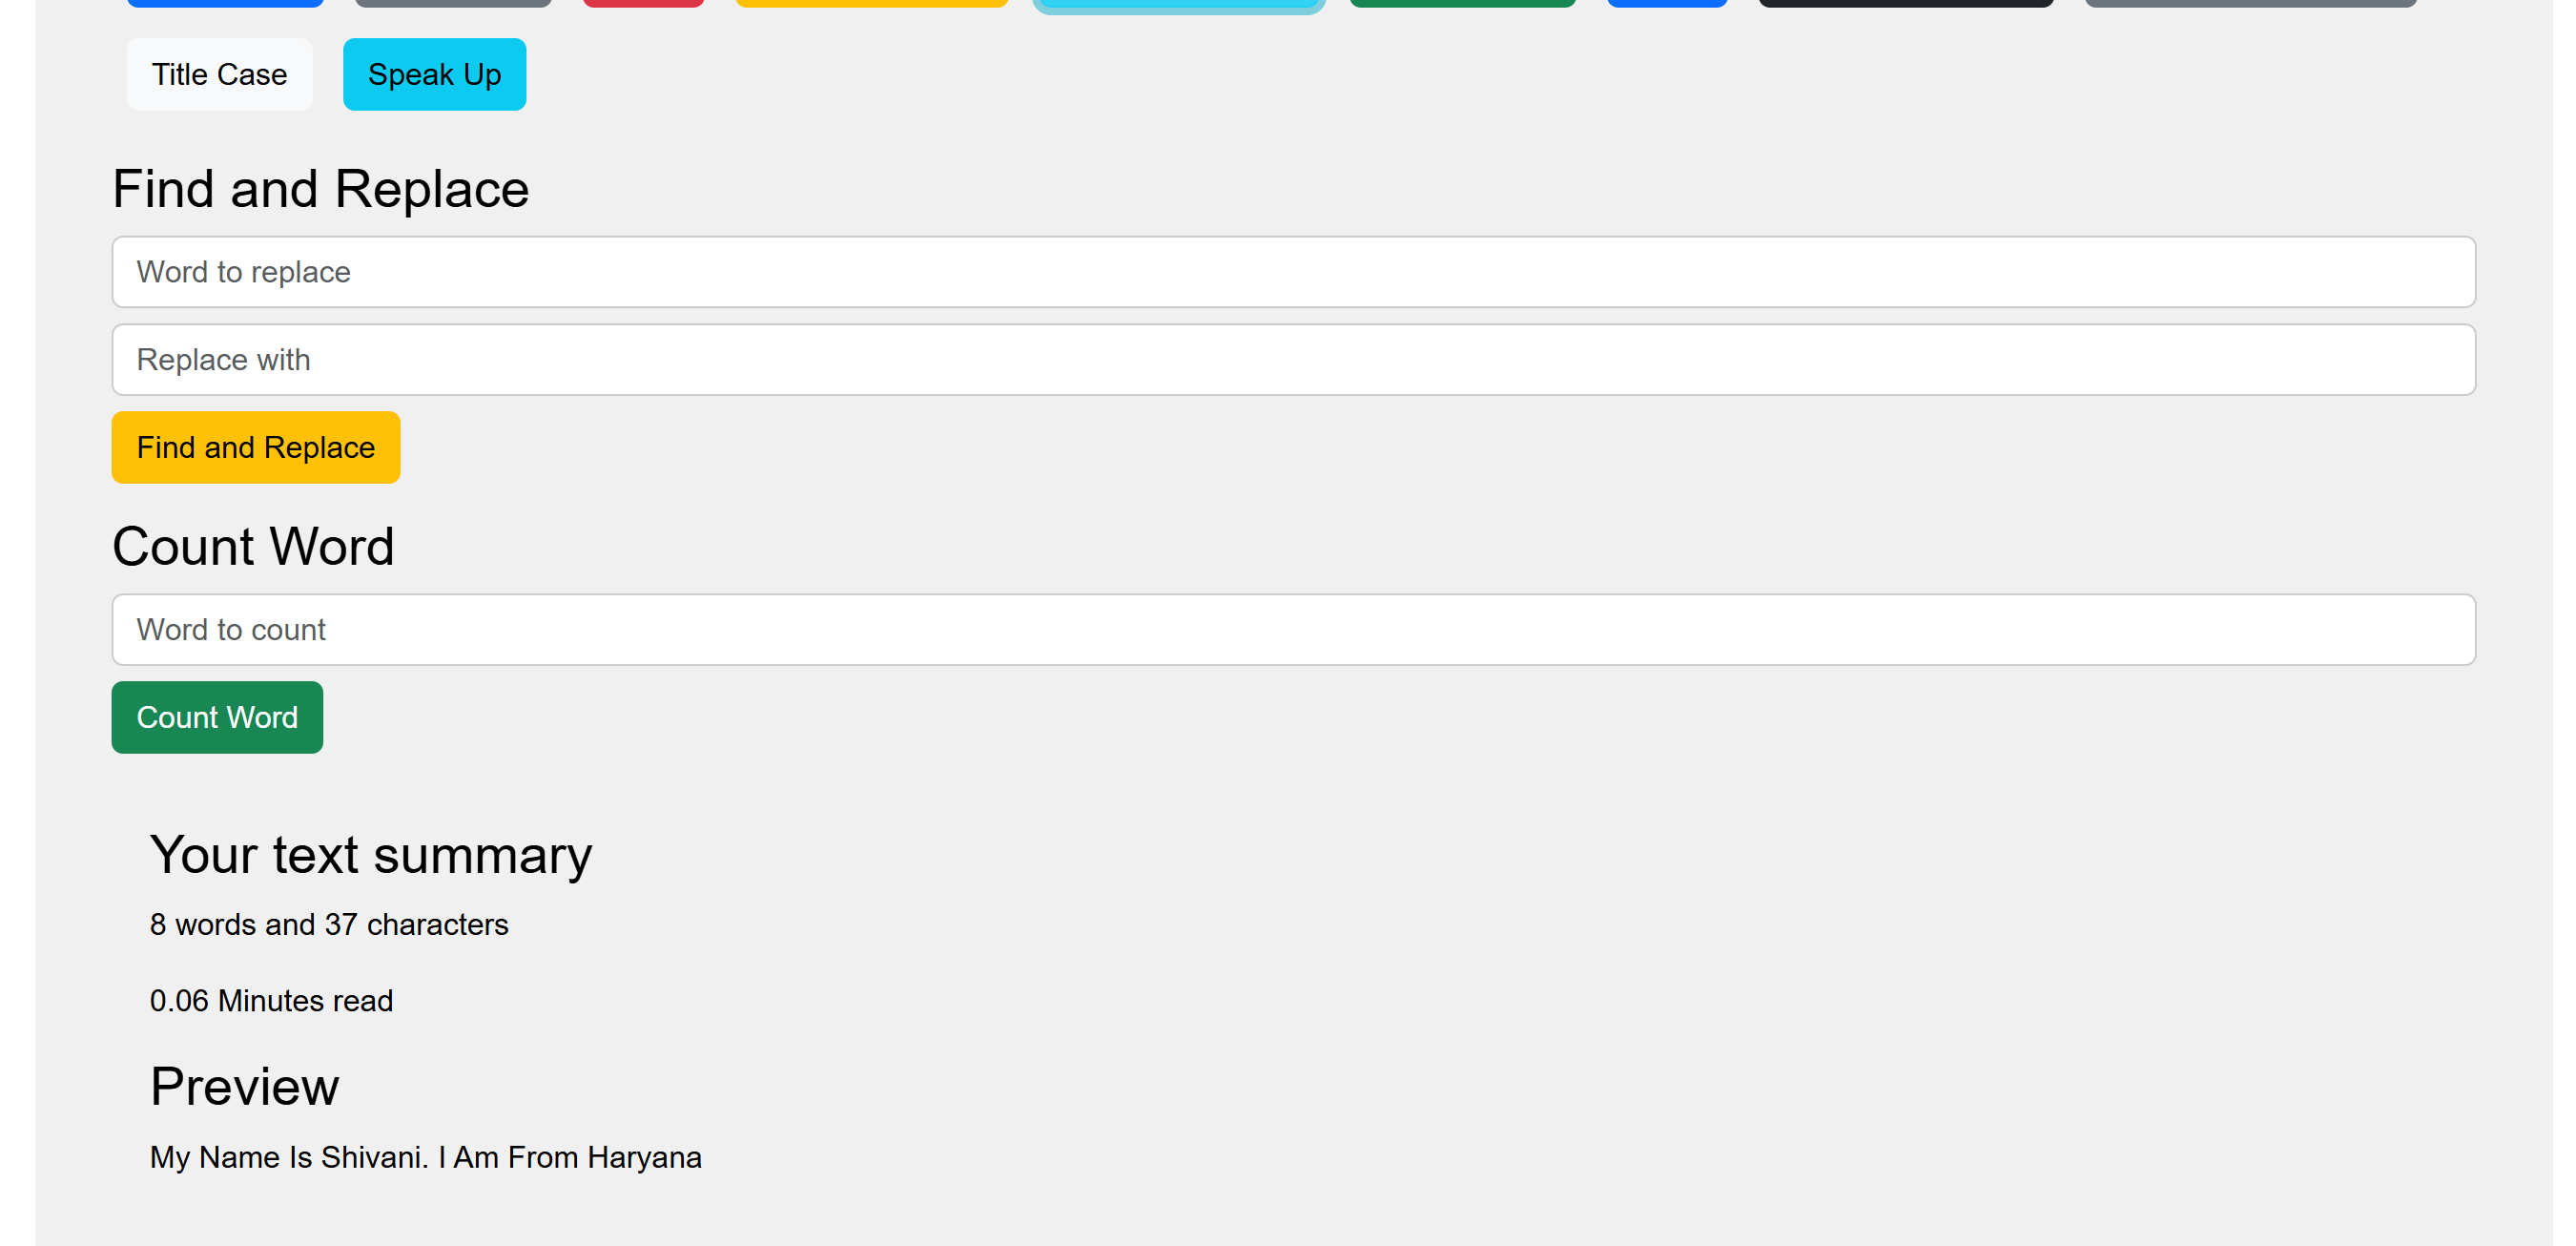 Title Case Speak Up
Find and Replace
Word to replace
Replace with
Find and Replace
Count Word
Word to count
Count Word
Your text summary
8 words and 37 characters
0.06 Minutes read
Preview
My Name Is Shivani. I Am From Haryana